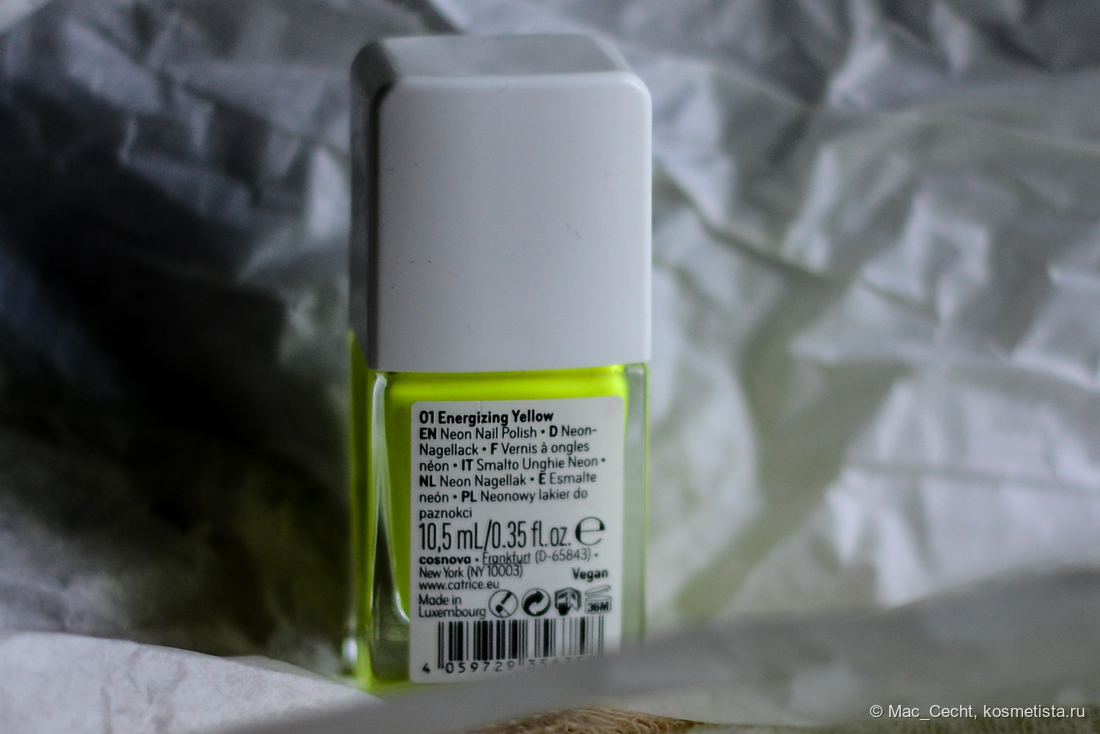 01 Energizing Yellow
EN Neon Nail Polish • D Neon-
Nagellack • F Vernis à ongles
néon • IT Smalto Unghie Neon •
NL Neon Nagellak • E Esmalte
neón • PL Neonowy lakier do
paznokci
10,5 mL/0.35 fl.oz. ℮
cosnova • Frankfurt (D-65843) •
New York (NY 10003)
Vegan
www.catrice.eu
Made in
Luxembourg
36M
4 059729
© Mac_Cecht, kosmetista.ru